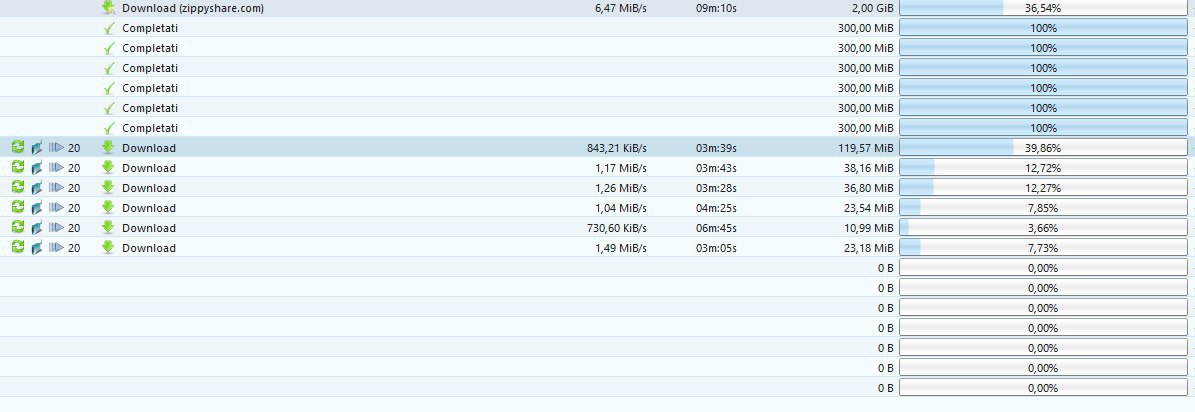 Download (zippyshare.com) 6,47 MiB/s 09m:10s 2,00 GiB 36,54%
Completati 300,00 MiB 100%
Completati 300,00 MiB 100%
Completati 300,00 MiB 100%
Completati 300,00 MiB 100%
Completati 300,00 MiB 100%
Completati 300,00 MiB 100%
20 Download 843,21 KiB/s 03m:39s 119,57 MiB 39,86%
20 Download 1,17 MiB/s 03m:43s 38,16 MiB 12,72%
20 Download 1,26 MiB/s 03m:28s 36,80 MiB 12,27%
20 Download 1,04 MiB/s 04m:25s 23,54 MiB 7,85%
20 Download 730,60 KiB/s 06m:45s 10,99 MiB 3,66%
20 Download 1,49 MiB/s 03m:05s 23,18 MiB 7,73%
0 B 0,00%
0 B 0,00%
0 B 0,00%
0 B 0,00%
0 B 0,00%
0 B 0,00%
0 B 0,00%